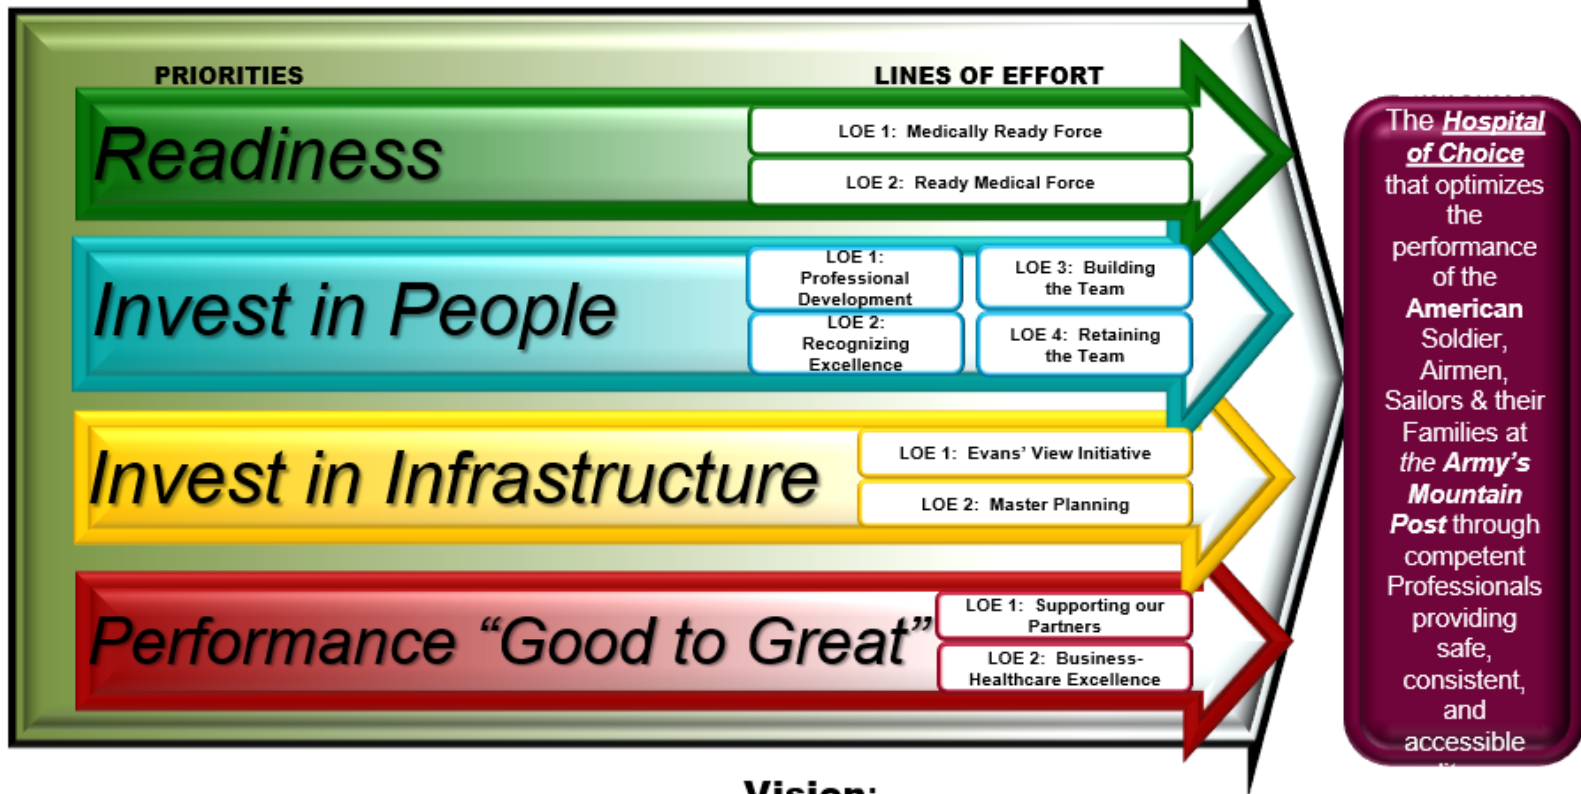 PRIORITIES
LINES OF EFFORT
Readiness
LOE 1:  Medically Ready Force
LOE 2:  Ready Medical Force
Invest in People
LOE 1:
Professional
Development
LOE 2:
Recognizing
Excellence
LOE 3:  Building
the Team
LOE 4:  Retaining
the Team
Invest in Infrastructure
LOE 1:  Evans’ View Initiative
LOE 2:  Master Planning
Performance “Good to Great”
LOE 1:  Supporting our
Partners
LOE 2:  Business-
Healthcare Excellence
The Hospital
of Choice
that optimizes
the
performance
of the
American
Soldier,
Airmen,
Sailors & their
Families at
the Army’s
Mountain
Post through
competent
Professionals
providing
safe,
consistent,
and
accessible
Vision: